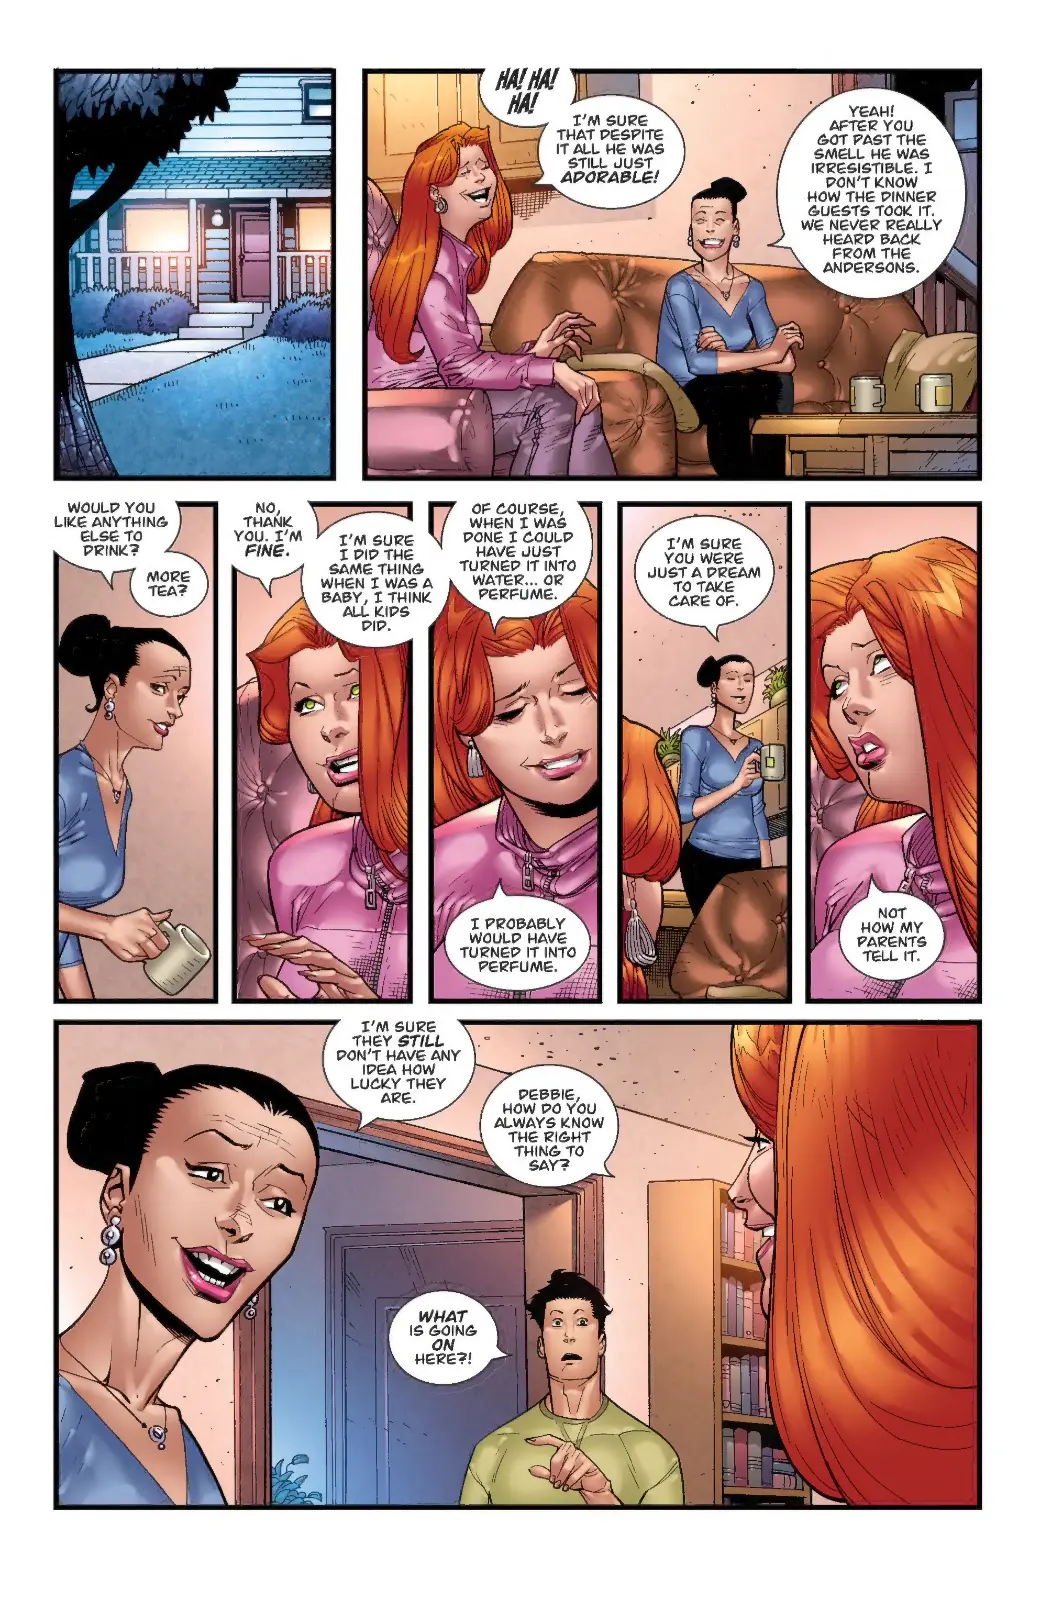 HA! HA!
HA!
I'M SURE
THAT DESPITE
IT ALL HE WAS
STILL JUST
ADORABLE!
YEAH!
AFTER YOU
GOT PAST THE
SMELL HE WAS
IRRESISTIBLE. I
DON'T KNOW
HOW THE DINNER
GUESTS TOOK IT.
WE NEVER REALLY
HEARD BACK
FROM THE
ANDERSONS.
WOULD YOU
LIKE ANYTHING
ELSE TO
DRINK?
MORE
TEA?
NO,
THANK
YOU. I'M
FINE.
I'M SURE
I DID THE
SAME THING
WHEN I WAS A
BABY, I THINK
ALL KIDS
DID.
OF COURSE,
WHEN I WAS
DONE I COULD
HAVE JUST
TURNED IT INTO
WATER... OR
PERFUME.
I PROBABLY
WOULD HAVE
TURNED IT INTO
PERFUME.
I'M SURE
YOU WERE
JUST A DREAM
TO TAKE
CARE OF.
NOT
HOW MY
PARENTS
TELL IT.
I'M SURE
THEY STILL
DON'T HAVE ANY
IDEA HOW
LUCKY THEY
ARE.
DEBBIE,
HOW DO YOU
ALWAYS KNOW
THE RIGHT
THING TO
SAY?
WHAT
IS GOING
ON
HERE?!